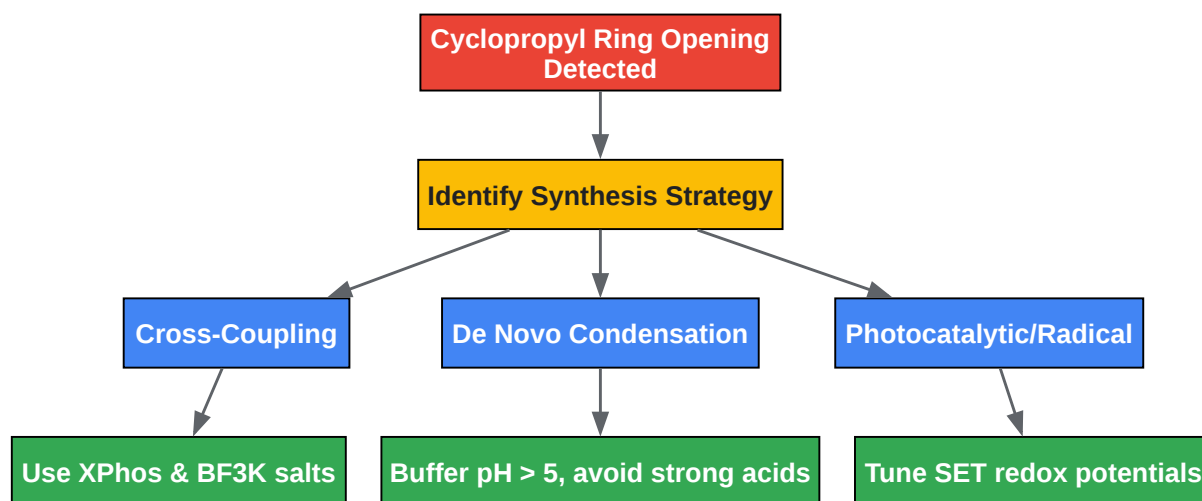 Cyclopropyl Ring Opening
Detected
Identify Synthesis Strategy
Cross-Coupling
De Novo Condensation
Photocatalytic/Radical
Use XPhos & BF3K salts
Buffer pH > 5, avoid strong acids
Tune SET redox potentials